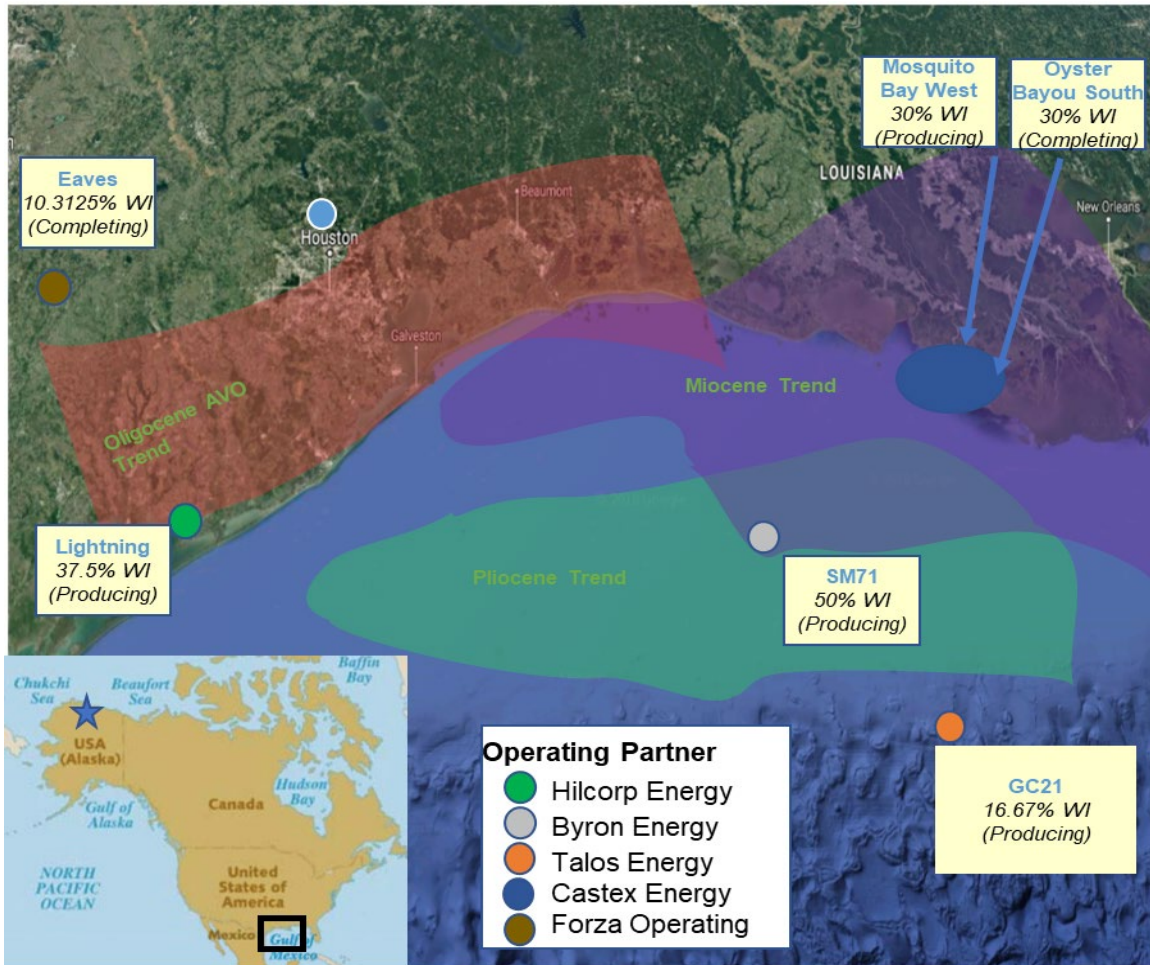 Mosquito
Bay West
30% WI
(Producing)
Oyster
Bayou South
30% WI
(Completing)
Eaves
10.3125% WI
(Completing)
LOUISIANA
Beaumont
New Orleans
Houston
Galveston
Oligocene AVO
Trend
Miocene Trend
Lightning
37.5% WI
(Producing)
Pliocene Trend
SM71
50% WI
(Producing)
GC21
16.67% WI
(Producing)
Operating Partner
Hilcorp Energy
Byron Energy
Talos Energy
Castex Energy
Forza Operating
Chukchi
Sea
Beaufort
Sea
Baffin
Bay
USA
(Alaska)
Gulf of
Alaska
Canada
Hudson
Bay
NORTH
PACIFIC
OCEAN
United
States of
America
Mexico
Gulf of
Mexico